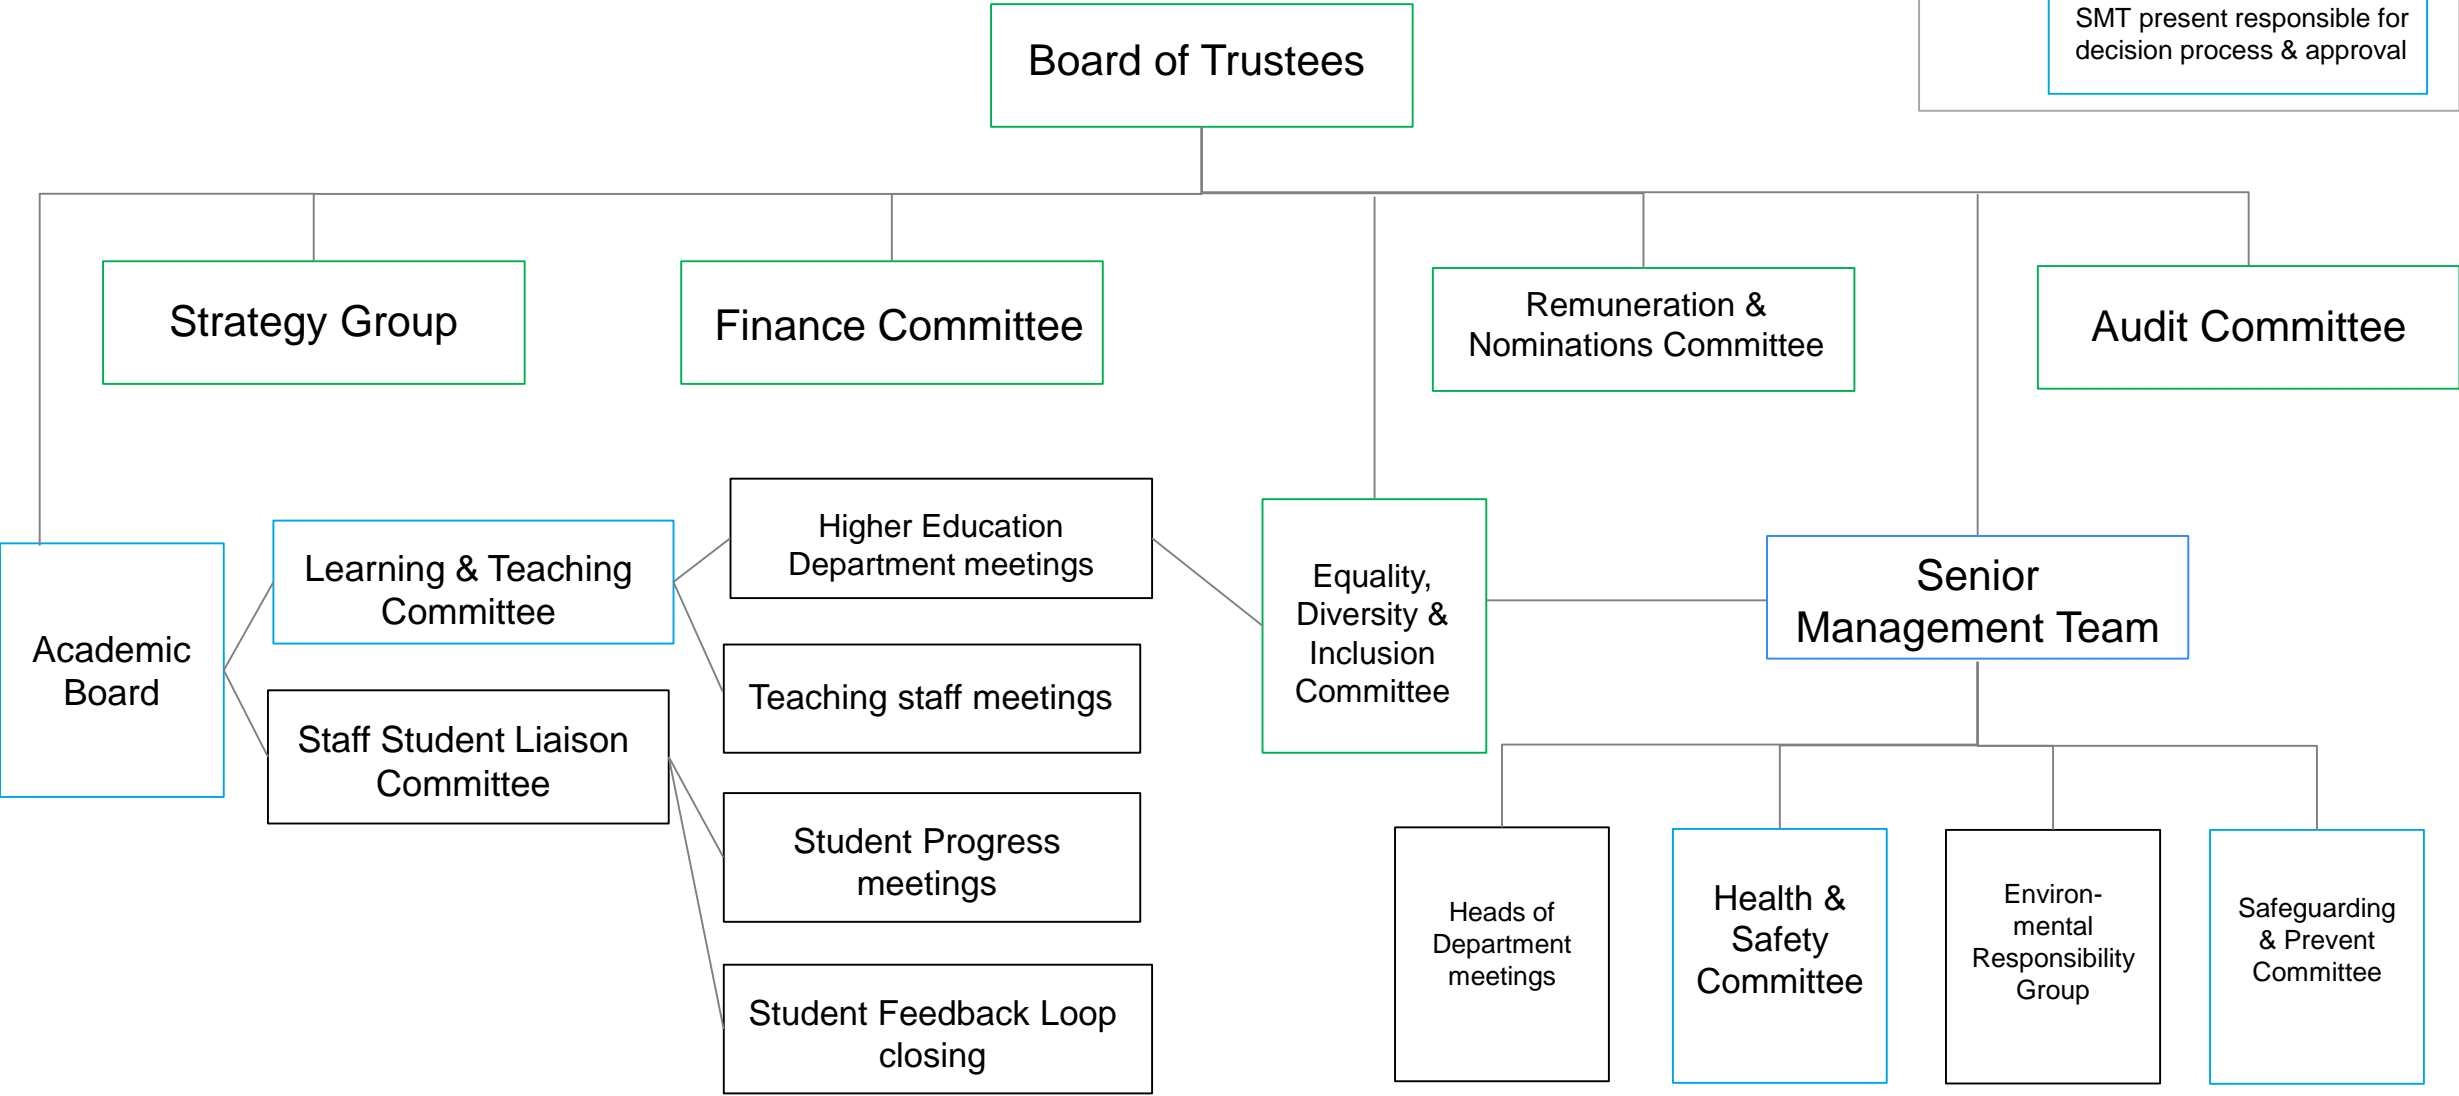 SMT present responsible for
decision process & approval
Board of Trustees
Strategy Group
Finance Committee
Remuneration &
Nominations Committee
Audit Committee
Academic
Board
Learning & Teaching
Committee
Staff Student Liaison
Committee
Higher Education
Department meetings
Teaching staff meetings
Student Progress
meetings
Student Feedback Loop
closing
Equality,
Diversity &
Inclusion
Committee
Senior
Management Team
Heads of
Department
meetings
Health &
Safety
Committee
Environ-
mental
Responsibility
Group
Safeguarding
& Prevent
Committee